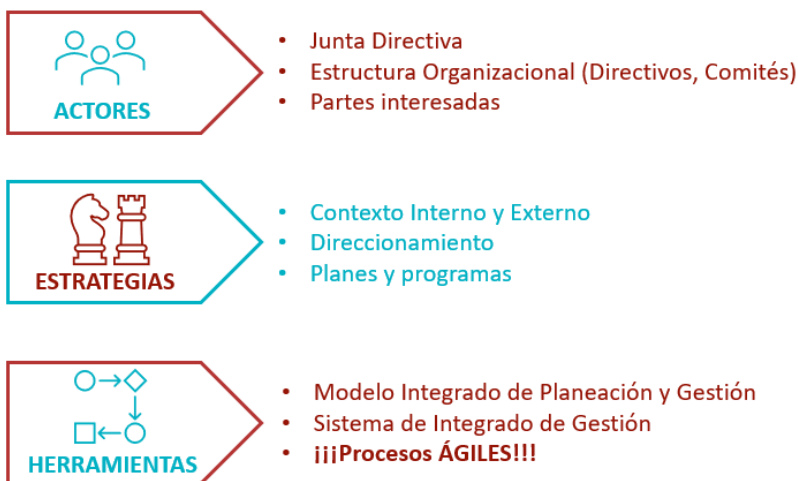 ACTORES
• Junta Directiva
• Estructura Organizacional (Directivos, Comités)
• Partes interesadas
ESTRATEGIAS
• Contexto Interno y Externo
• Direccionamiento
• Planes y programas
HERRAMIENTAS
• Modelo Integrado de Planeación y Gestión
• Sistema de Integrado de Gestión
• ¡¡¡Procesos ÁGILES!!!